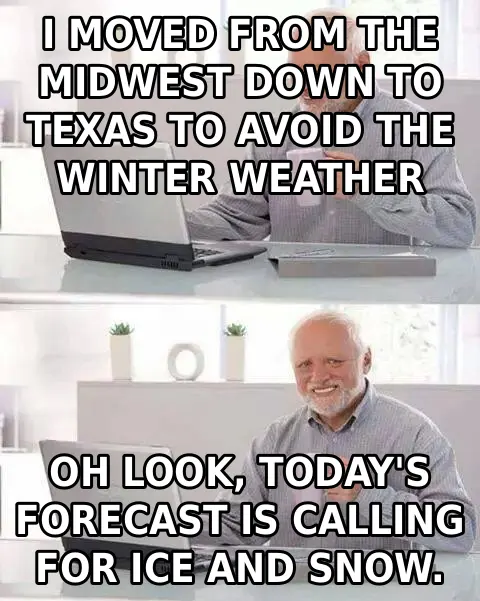 I MOVED FROM THE
MIDWEST DOWN TO
TEXAS TO AVOID THE
WINTER WEATHER
OH LOOK, TODAY'S
FORECAST IS CALLING
FOR ICE AND SNOW.